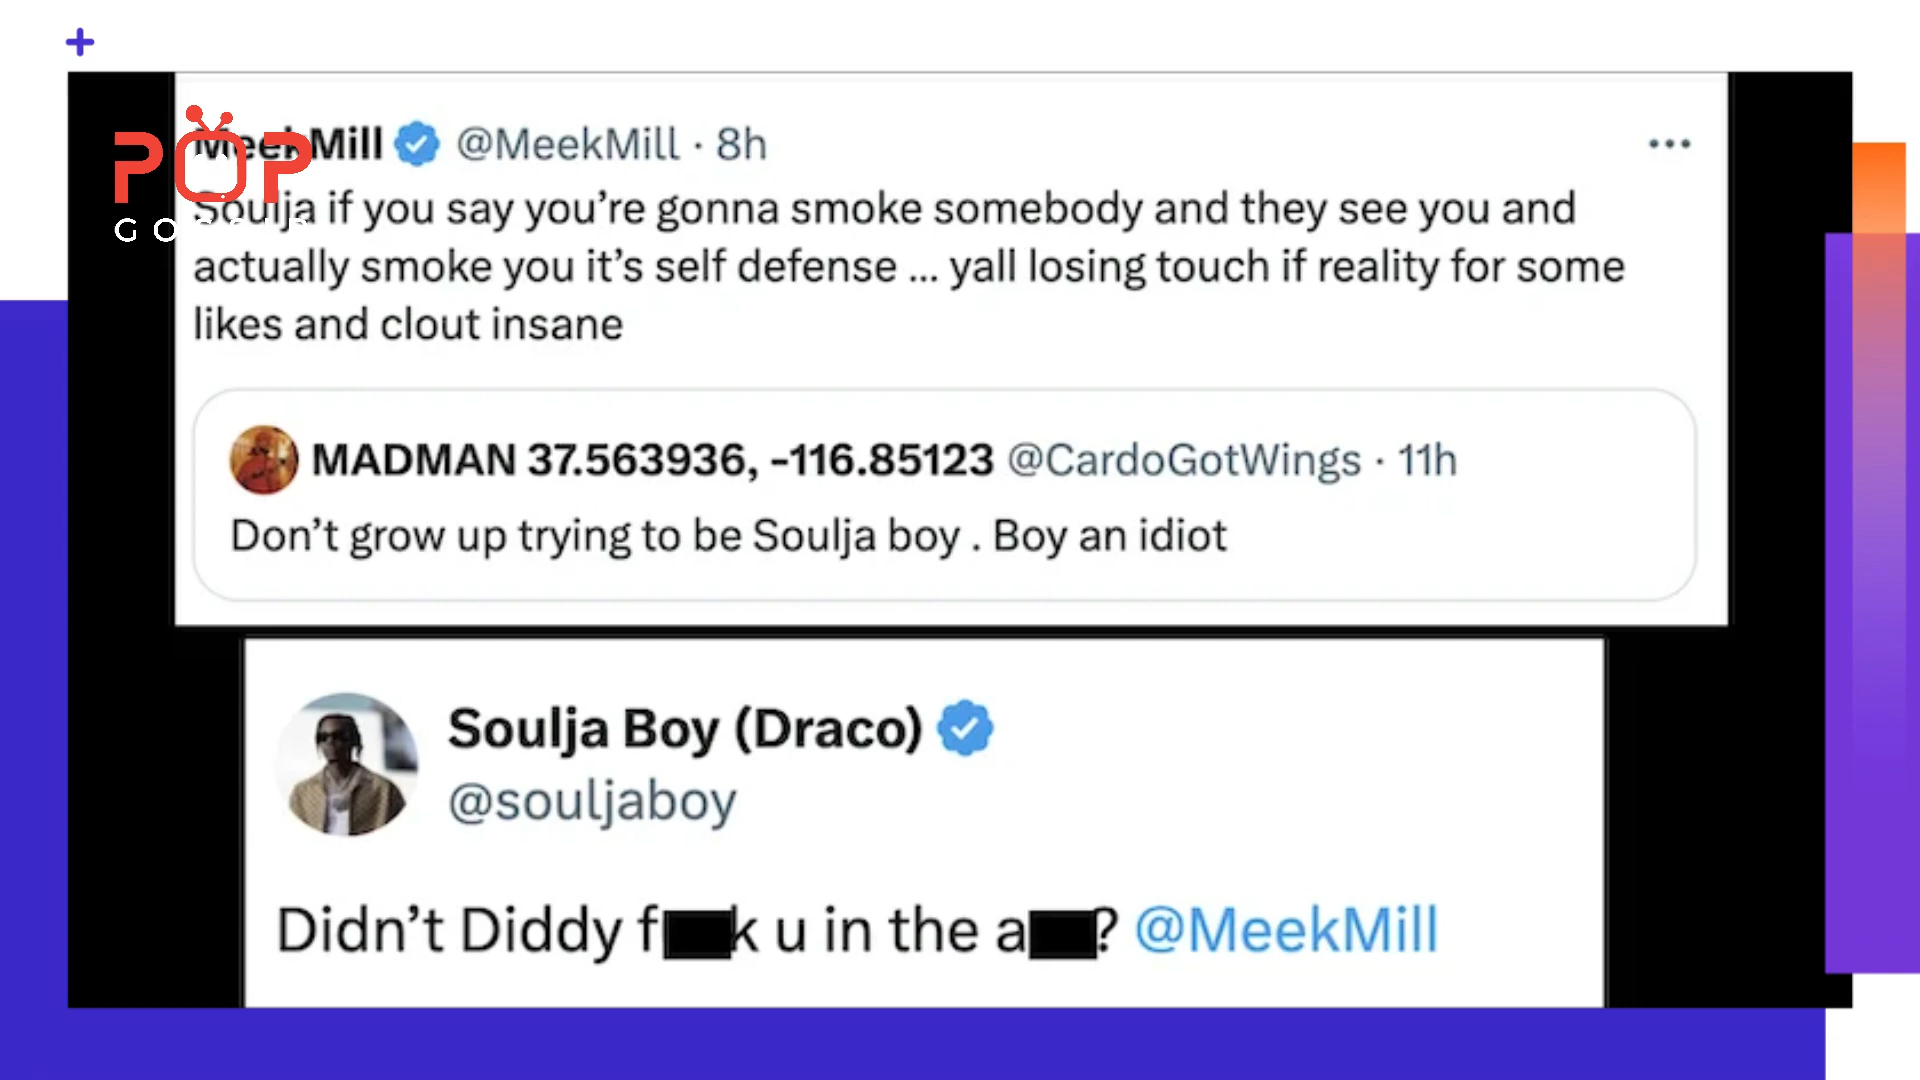 POP
GOSSIP
MeekMill @MeekMill · 8h
Soulja if you say you’re gonna smoke somebody and they see you and
actually smoke you it’s self defense ... yall losing touch if reality for some
likes and clout insane
MADMAN 37.563936, -116.85123 @CardoGotWings · 11h
Don’t grow up trying to be Soulja boy . Boy an idiot
Soulja Boy (Draco)
@souljaboy
Didn’t Diddy f k u in the a ? @MeekMill